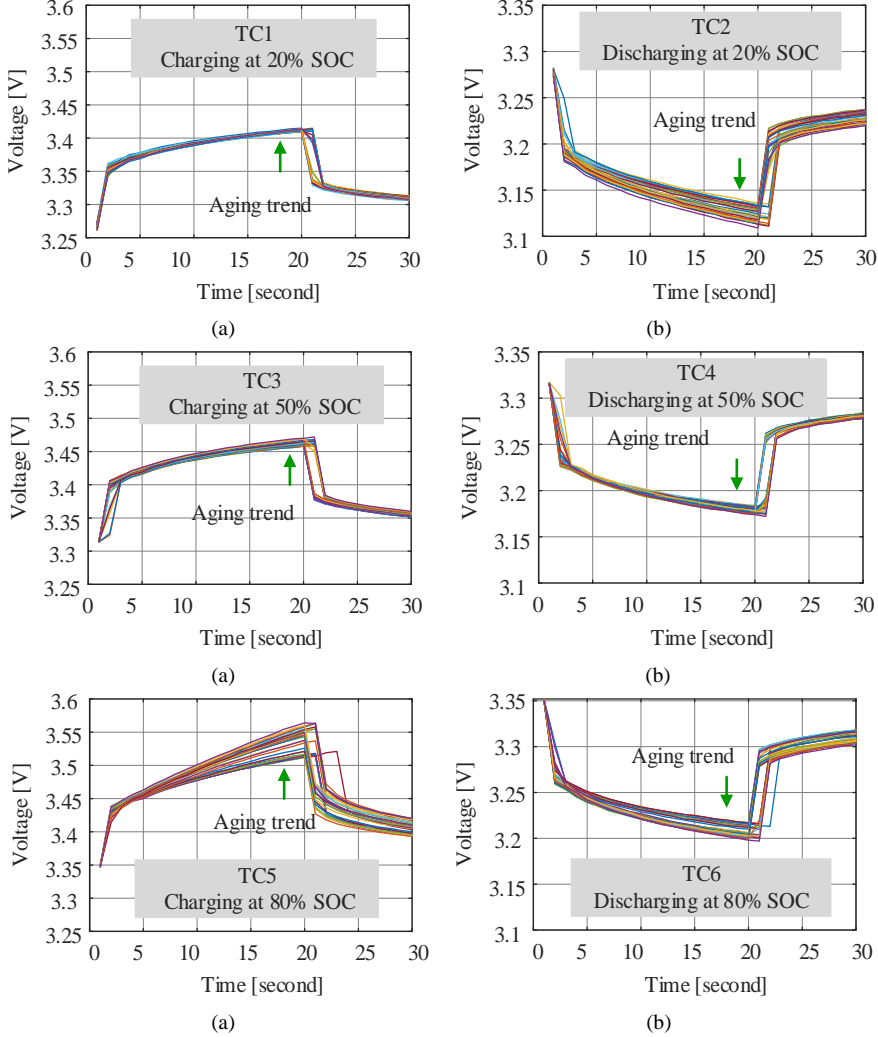 3.6
3.55
3.5
3.45
3.4
3.35
3.3
3.25
Voltage [V]
TC1
Charging at 20% SOC
Aging trend
0 5 10 15 20 25 30
Time [second]
(a)
3.35
3.3
3.25
3.2
3.15
3.1
Voltage [V]
TC2
Discharging at 20% SOC
Aging trend
0 5 10 15 20 25 30
Time [second]
(b)
3.6
3.55
3.5
3.45
3.4
3.35
3.3
3.25
Voltage [V]
TC3
Charging at 50% SOC
Aging trend
0 5 10 15 20 25 30
Time [second]
(a)
3.35
3.3
3.25
3.2
3.15
3.1
Voltage [V]
TC4
Discharging at 50% SOC
Aging trend
0 5 10 15 20 25 30
Time [second]
(b)
3.6
3.55
3.5
3.45
3.4
3.35
3.3
3.25
Voltage [V]
Aging trend
TC5
Charging at 80% SOC
0 5 10 15 20 25 30
Time [second]
(a)
3.35
3.3
3.25
3.2
3.15
3.1
Voltage [V]
Aging trend
TC6
Discharging at 80% SOC
0 5 10 15 20 25 30
Time [second]
(b)